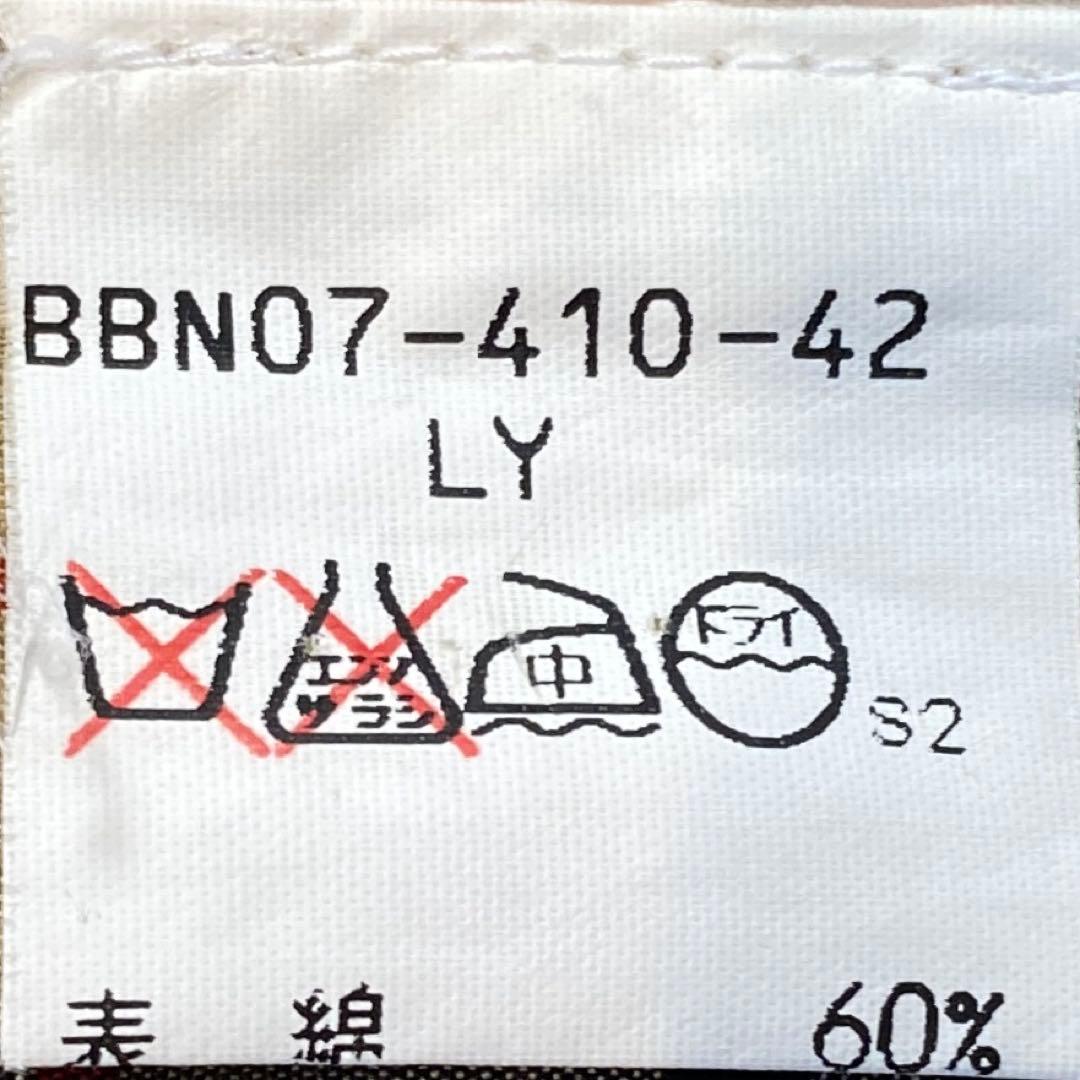 BBN07-410-42
LY
エンソ
サラシ
中
ドライ
S2
表 綿 60%